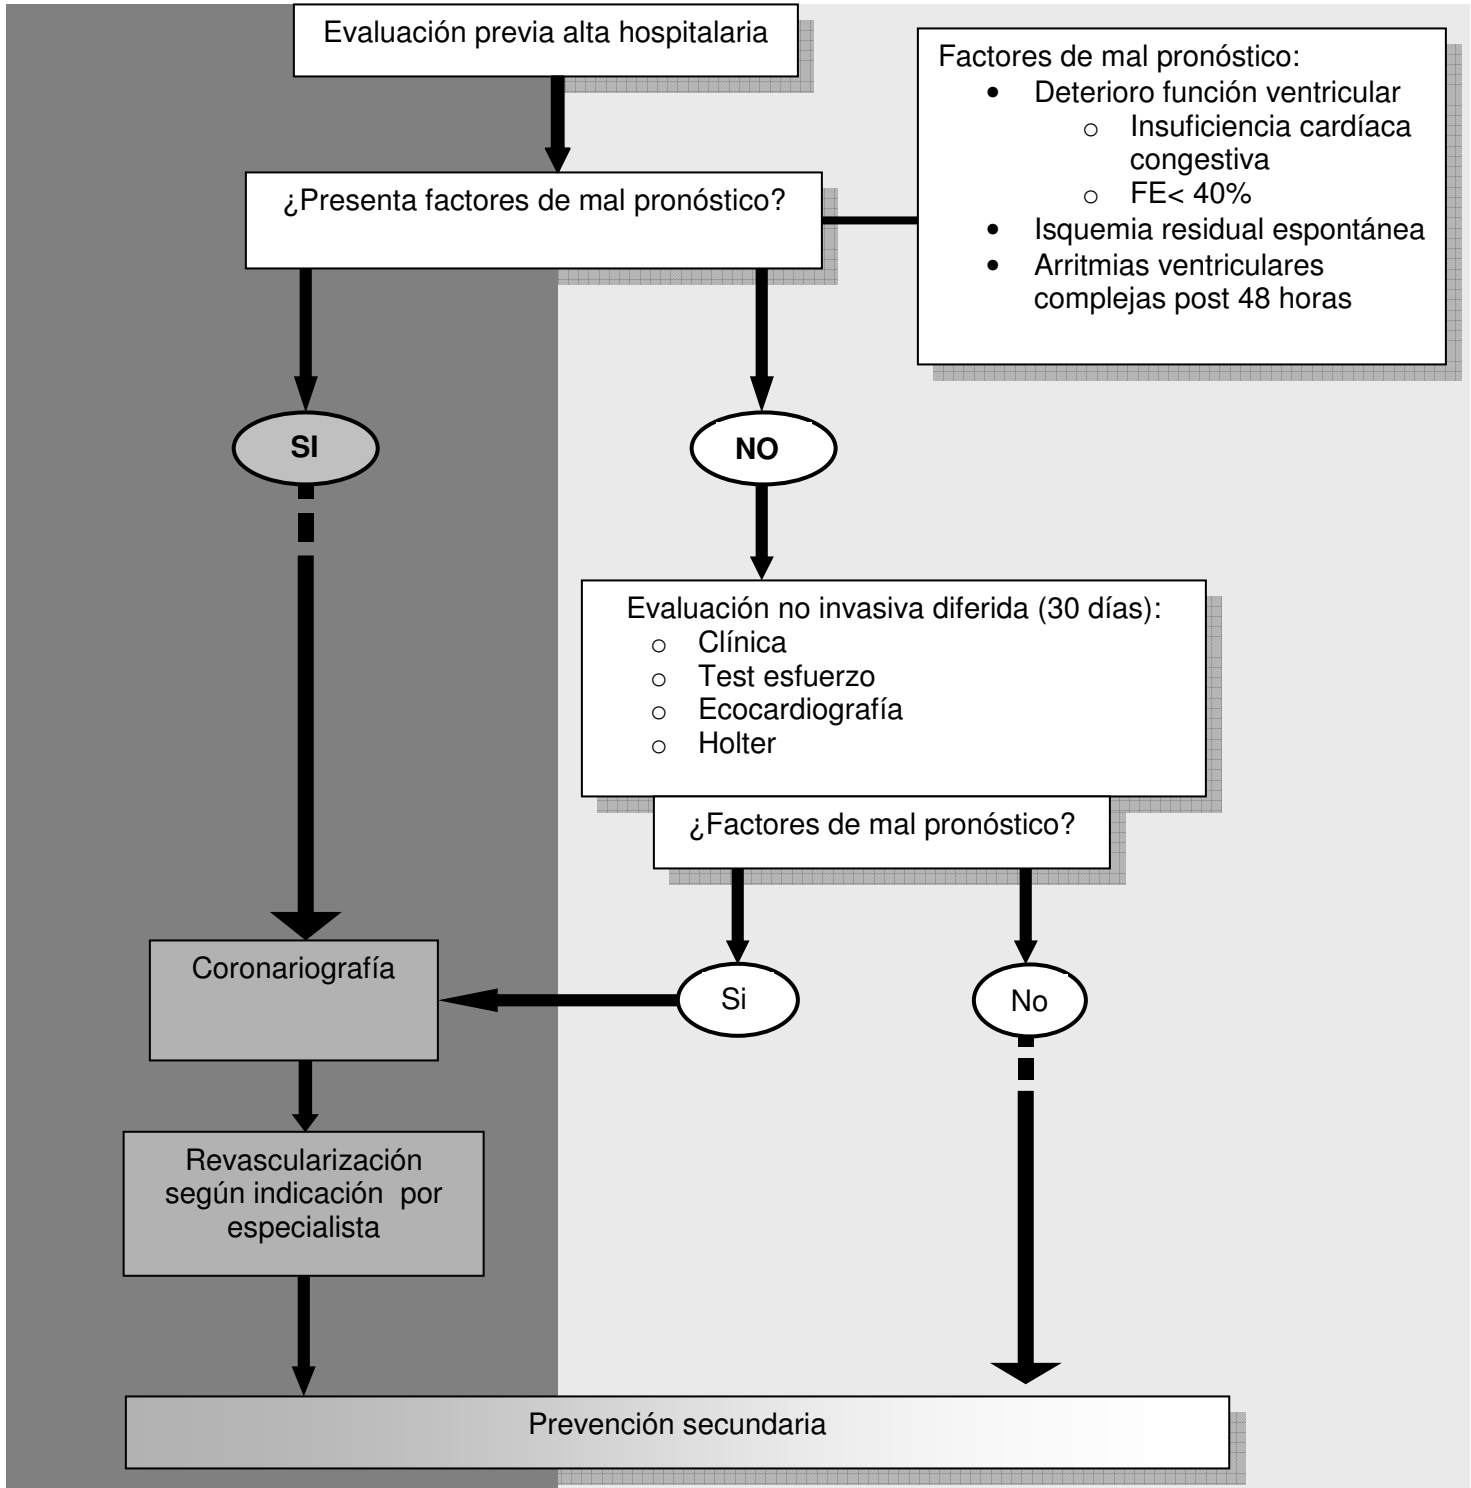 Evaluación previa alta hospitalaria
Factores de mal pronóstico:
• Deterioro función ventricular
o Insuficiencia cardíaca
congestiva
o FE< 40%
• Isquemia residual espontánea
• Arritmias ventriculares
complejas post 48 horas
¿Presenta factores de mal pronóstico?
SI
NO
Evaluación no invasiva diferida (30 días):
o Clínica
o Test esfuerzo
o Ecocardiografía
o Holter
¿Factores de mal pronóstico?
Coronariografía
Si
No
Revascularización
según indicación por
especialista
Prevención secundaria